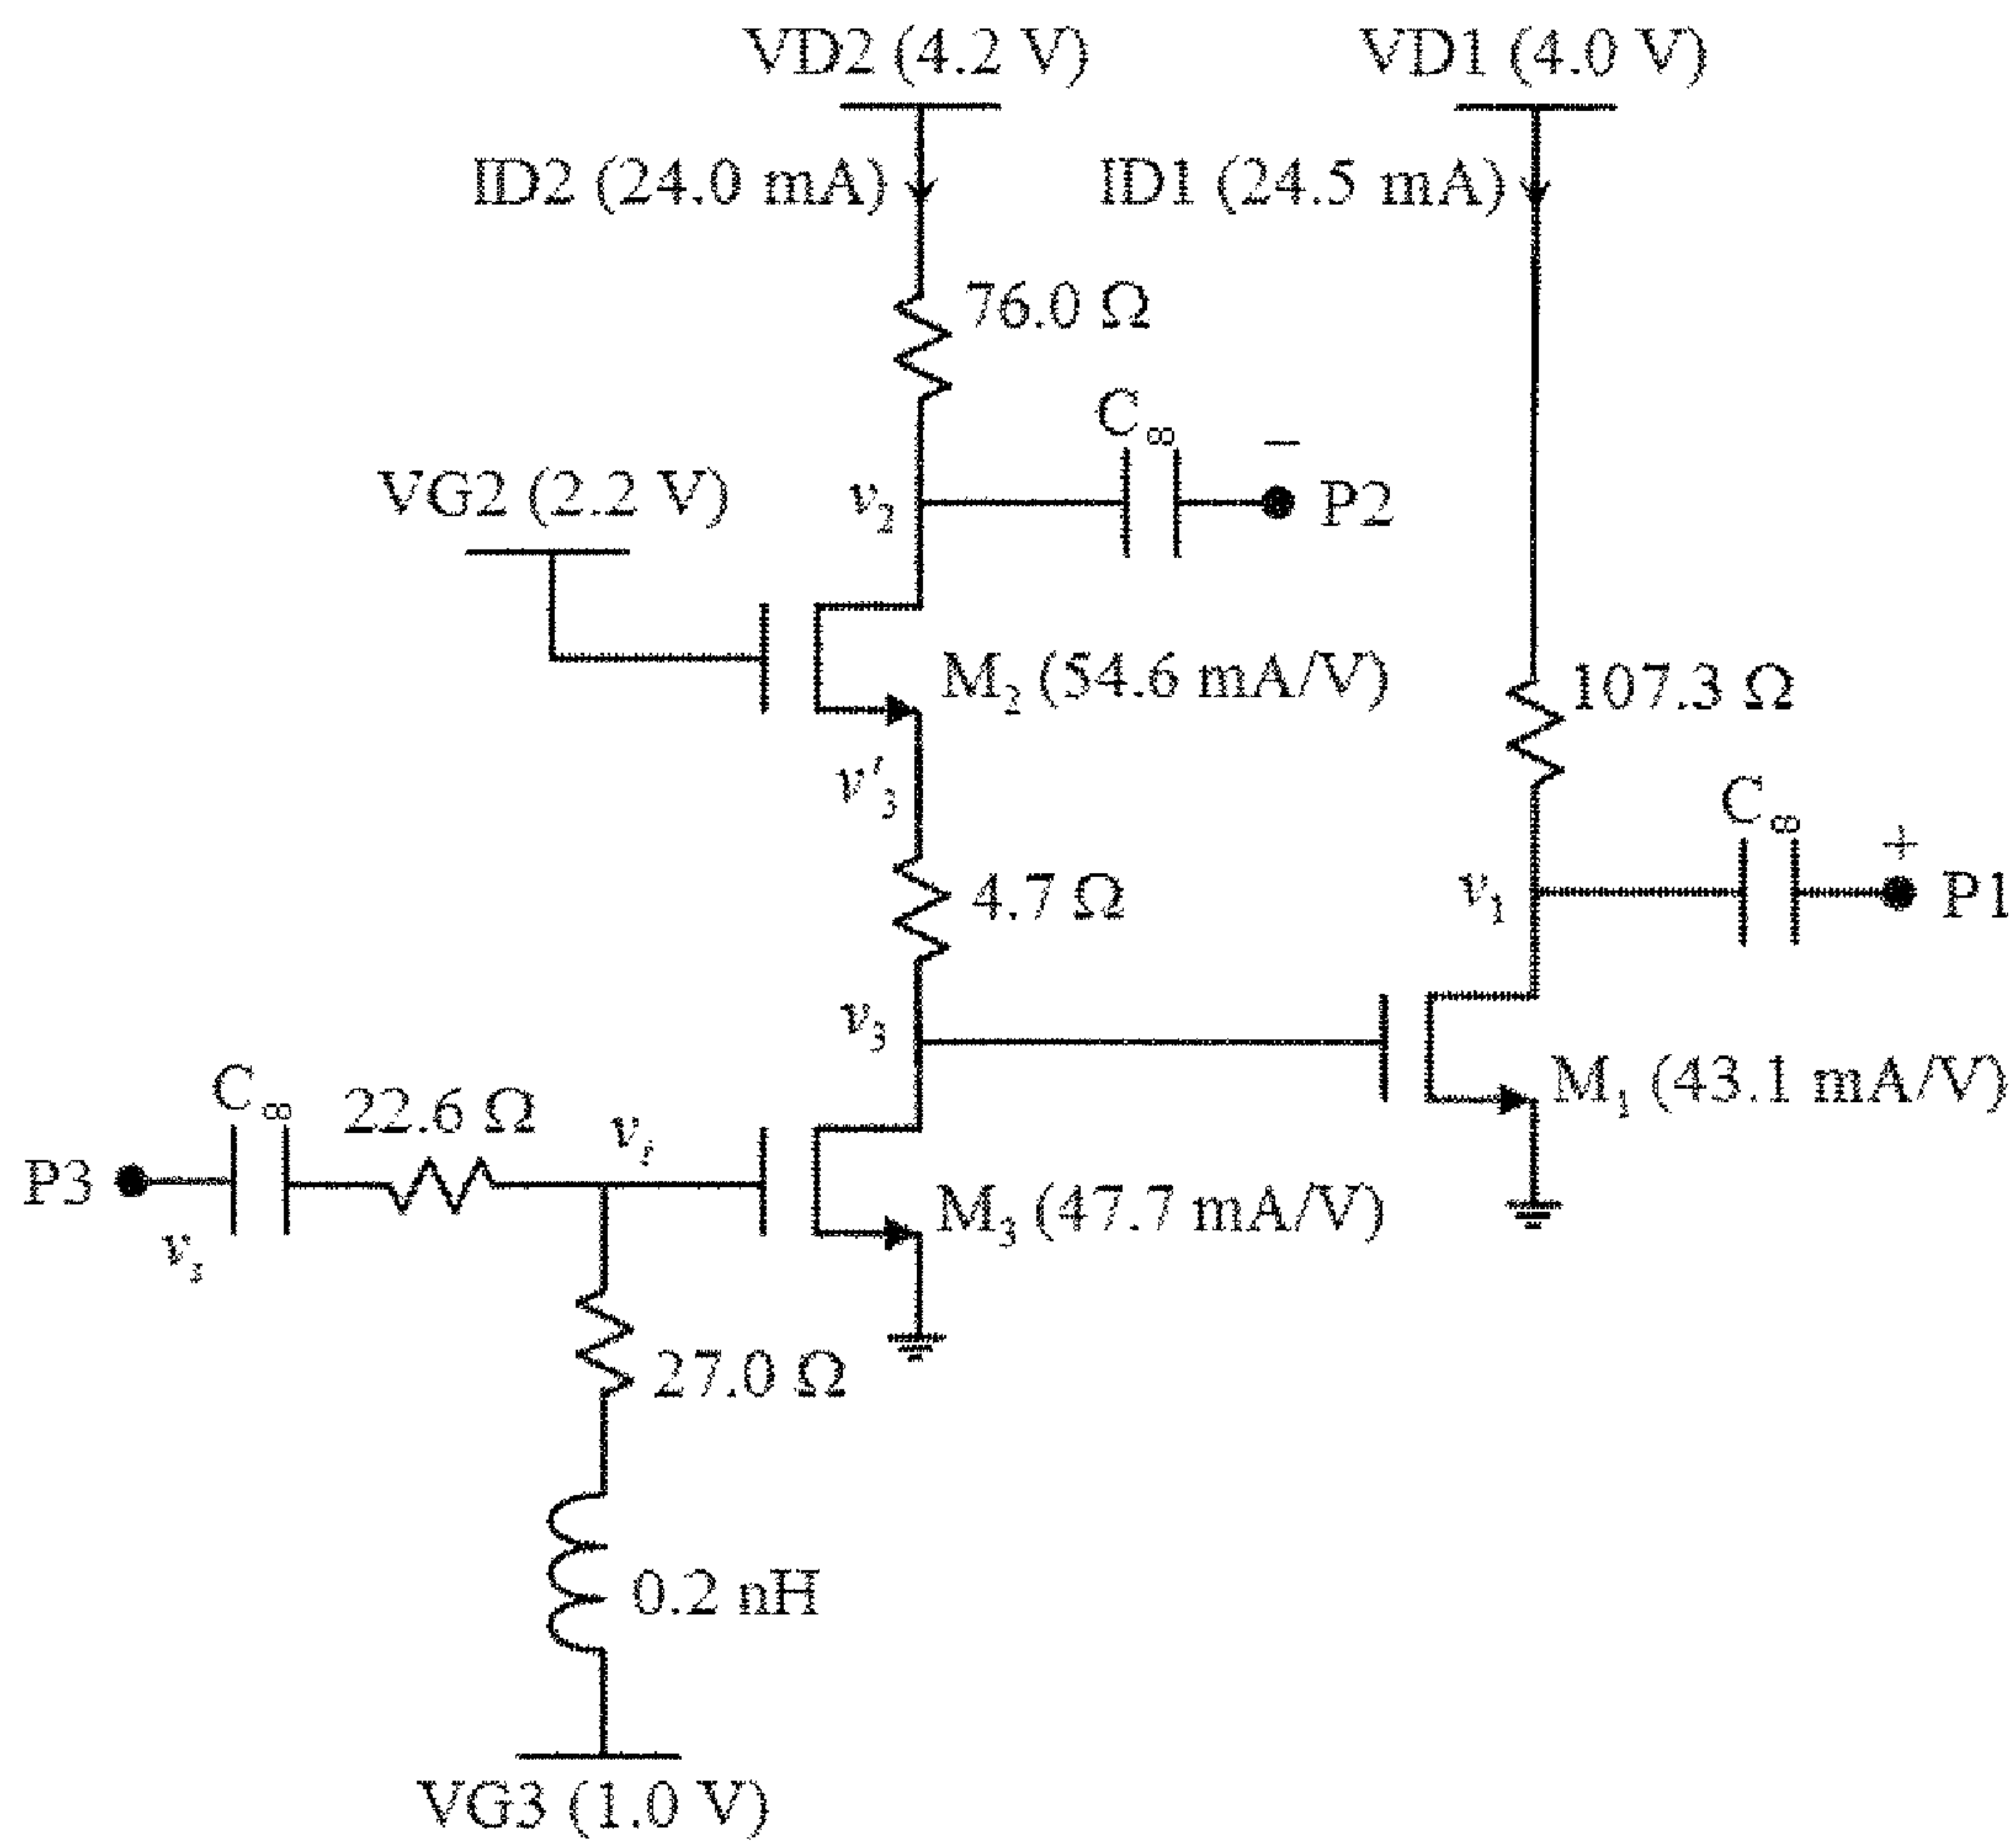 VD2 (4.2 V)
VD1 (4.0 V)
ID2 (24.0 mA)
ID1 (24.5 mA)
76.0 Ω
C∞
−
VG2 (2.2 V)
v₂
P2
M₂ (54.6 mA/V)
107.3 Ω
v′₃
C∞
+
4.7 Ω
v₁
P1
v₃
C∞
22.6 Ω
vᵢ
M₁ (43.1 mA/V)
P3
vₛ
M₃ (47.7 mA/V)
27.0 Ω
0.2 nH
VG3 (1.0 V)